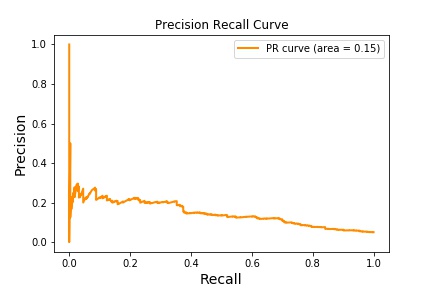 Precision Recall Curve
PR curve (area = 0.15)
Precision
1.0
0.8
0.6
0.4
0.2
0.0
0.0 0.2 0.4 0.6 0.8 1.0
Recall